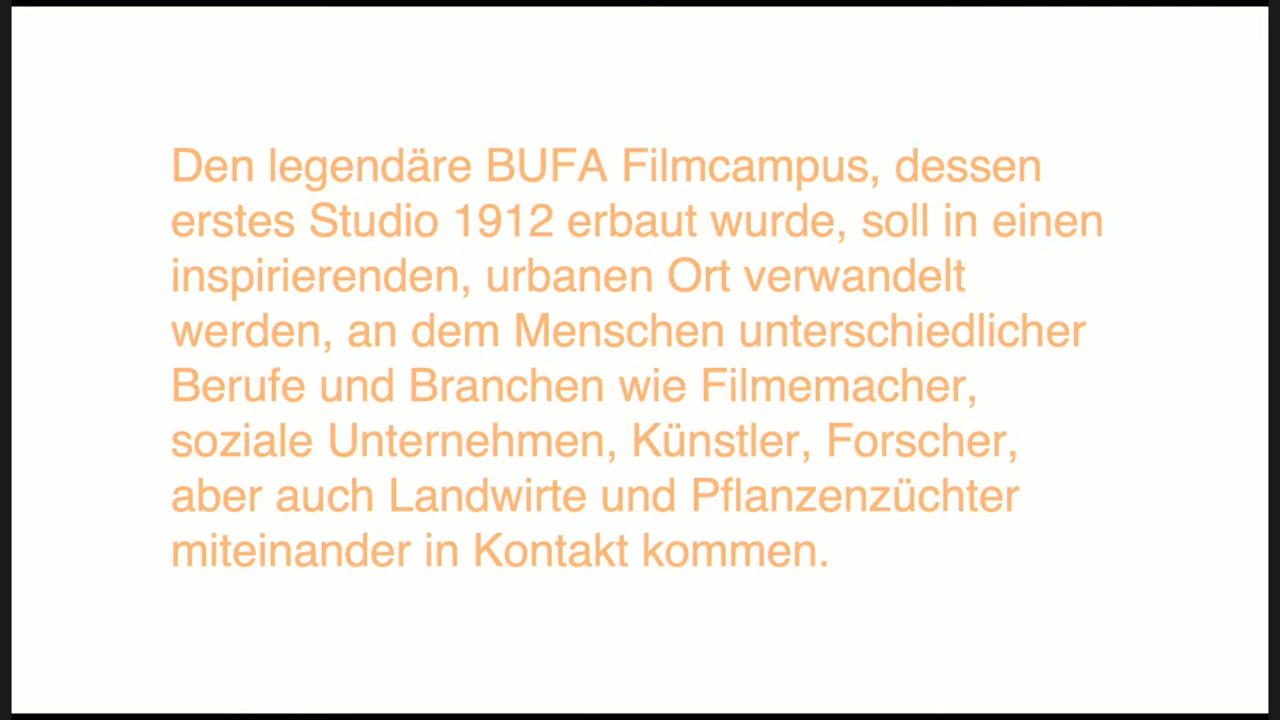 Den legendäre BUFA Filmcampus, dessen
erstes Studio 1912 erbaut wurde, soll in einen
inspirierenden, urbanen Ort verwandelt
werden, an dem Menschen unterschiedlicher
Berufe und Branchen wie Filmemacher,
soziale Unternehmen, Künstler, Forscher,
aber auch Landwirte und Pflanzenzüchter
miteinander in Kontakt kommen.